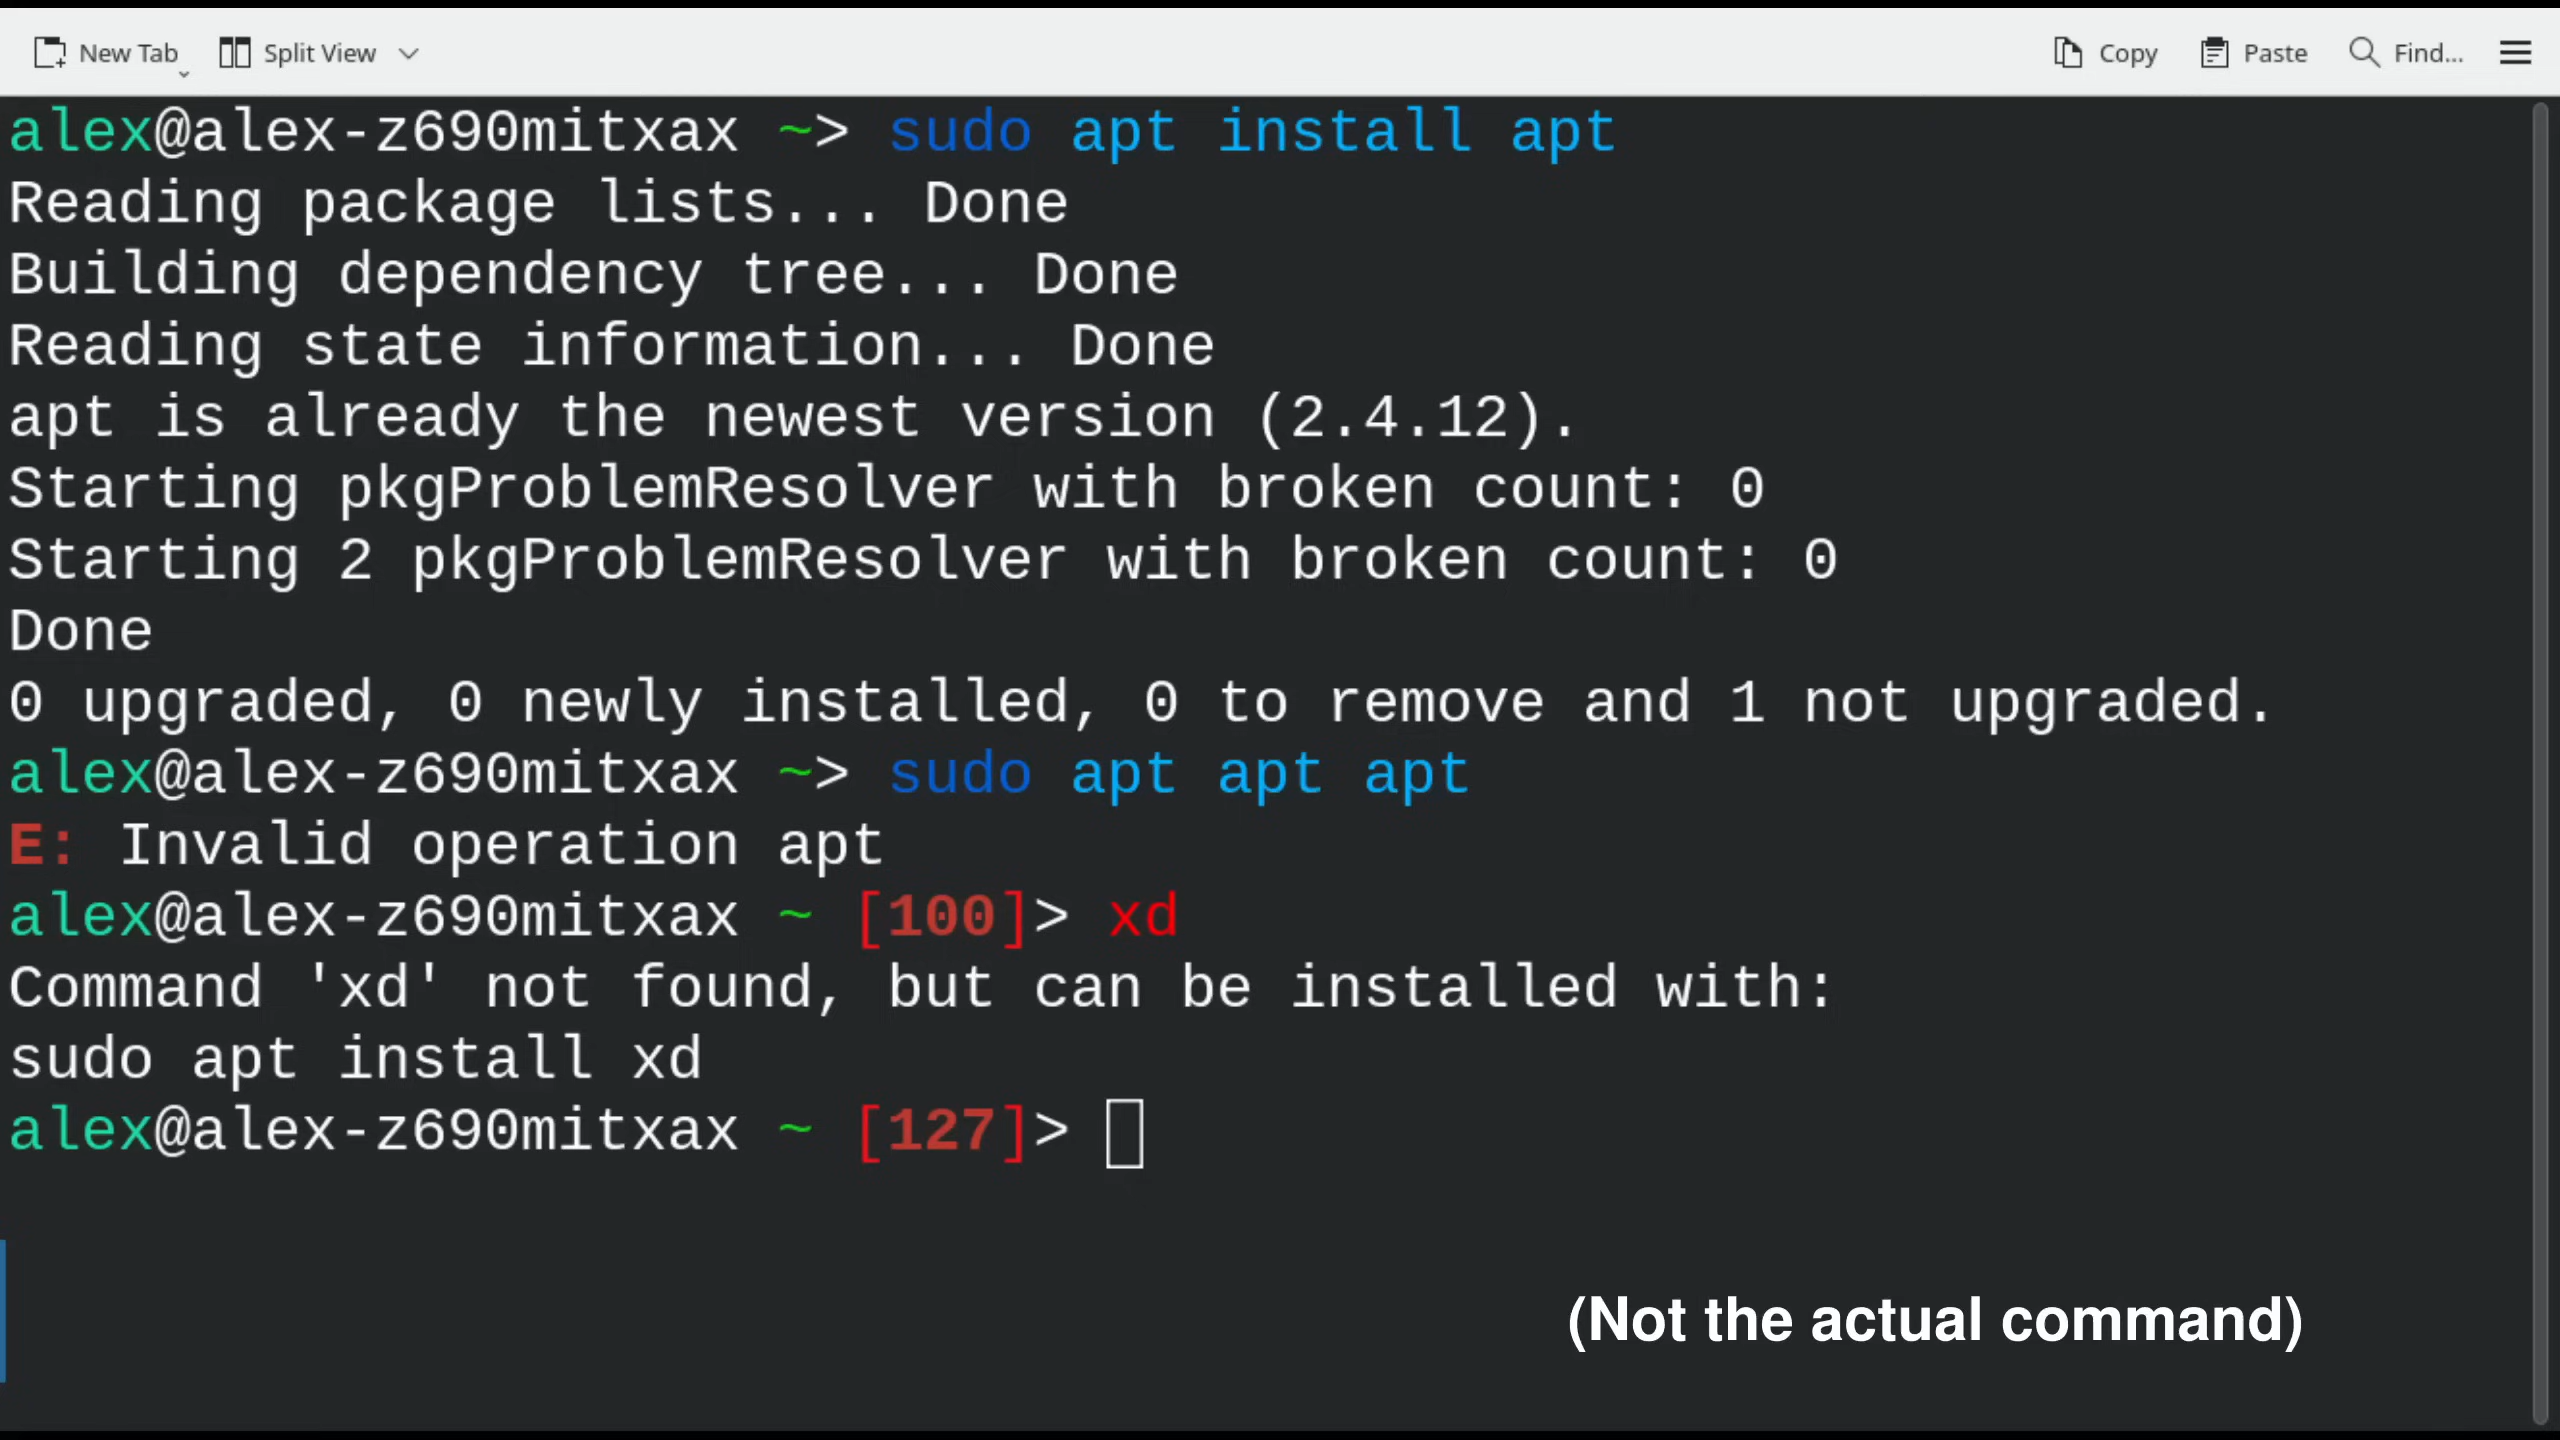 New Tab Split View Copy Paste Find...
alex@alex-z690mitxax ~> sudo apt install apt
Reading package lists... Done
Building dependency tree... Done
Reading state information... Done
apt is already the newest version (2.4.12).
Starting pkgProblemResolver with broken count: 0
Starting 2 pkgProblemResolver with broken count: 0
Done
0 upgraded, 0 newly installed, 0 to remove and 1 not upgraded.
alex@alex-z690mitxax ~> sudo apt apt apt
E: Invalid operation apt
alex@alex-z690mitxax ~ [100]> xd
Command 'xd' not found, but can be installed with:
sudo apt install xd
alex@alex-z690mitxax ~ [127]>
(Not the actual command)